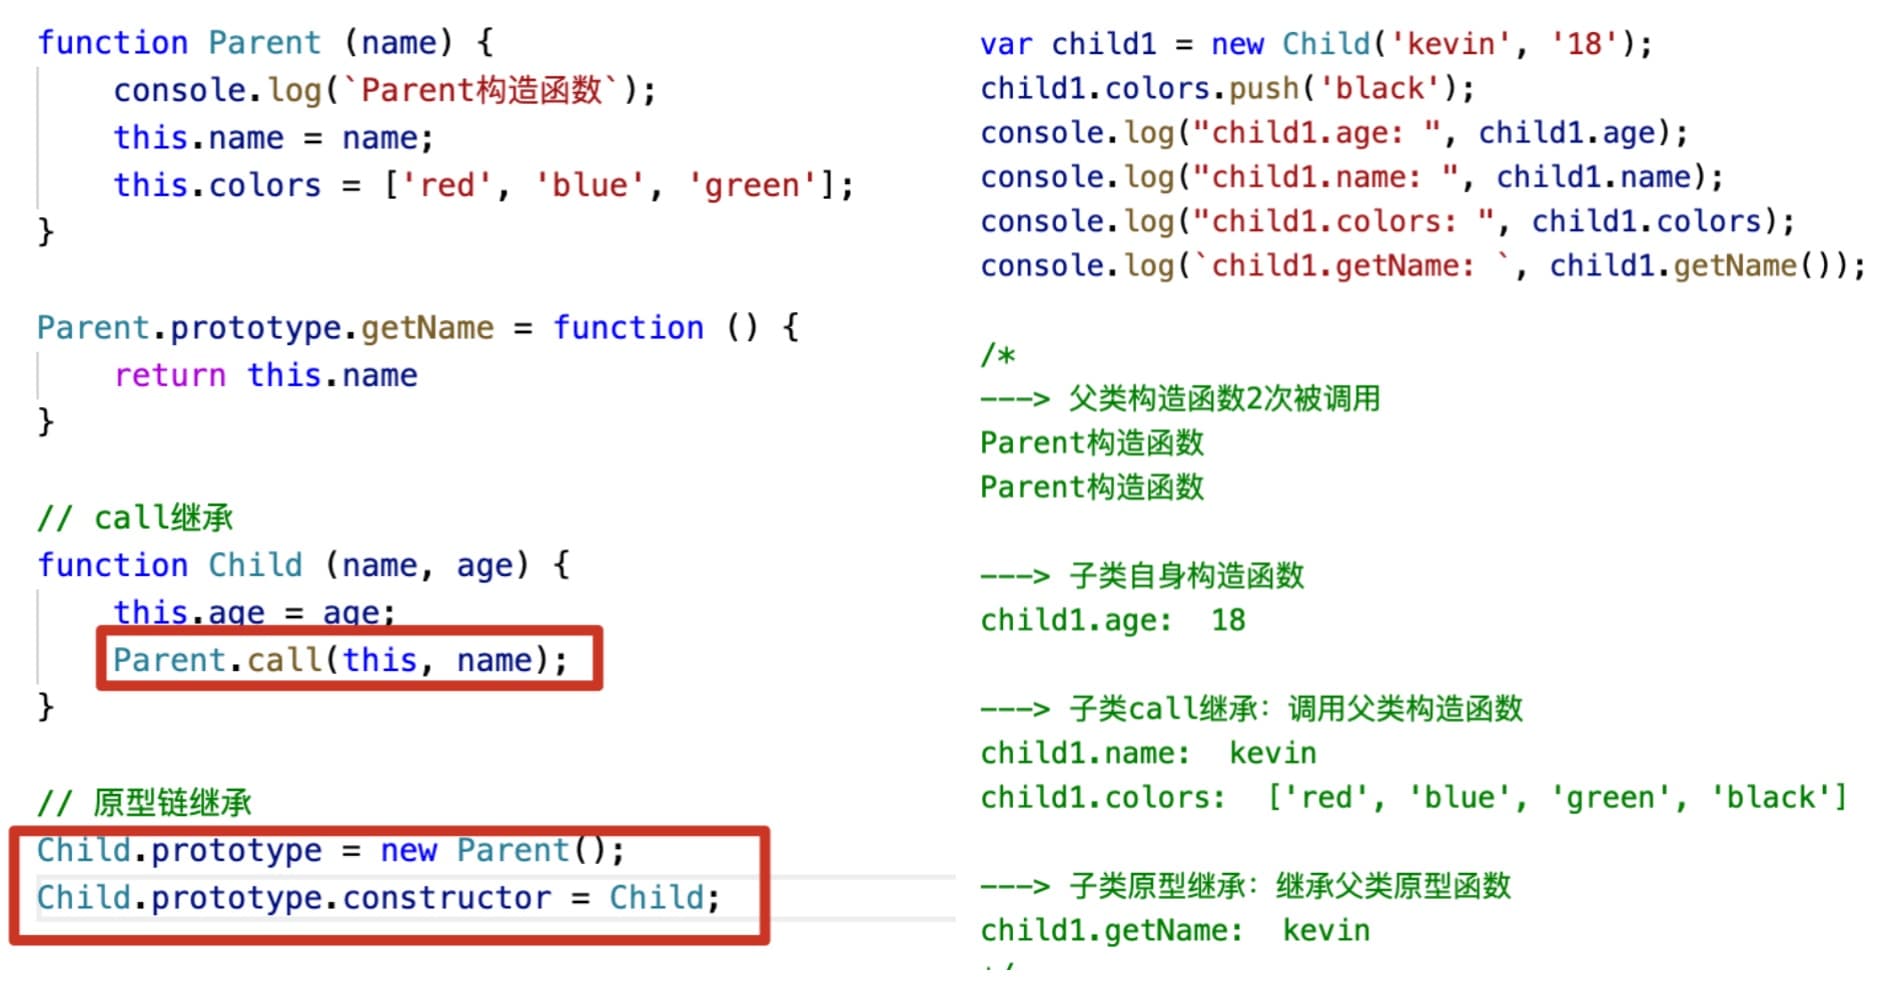 function Parent (name) {
    console.log(`Parent构造函数`);
    this.name = name;
    this.colors = ['red', 'blue', 'green'];
}

Parent.prototype.getName = function () {
    return this.name
}

// call继承
function Child (name, age) {
    this.age = age;
    Parent.call(this, name);
}

// 原型链继承
Child.prototype = new Parent();
Child.prototype.constructor = Child;

var child1 = new Child('kevin', '18');
child1.colors.push('black');
console.log("child1.age: ", child1.age);
console.log("child1.name: ", child1.name);
console.log("child1.colors: ", child1.colors);
console.log(`child1.getName: `, child1.getName());

/*
---> 父类构造函数2次被调用
Parent构造函数
Parent构造函数

---> 子类自身构造函数
child1.age:  18

---> 子类call继承：调用父类构造函数
child1.name:  kevin
child1.colors:  ['red', 'blue', 'green', 'black']

---> 子类原型继承：继承父类原型函数
child1.getName:  kevin